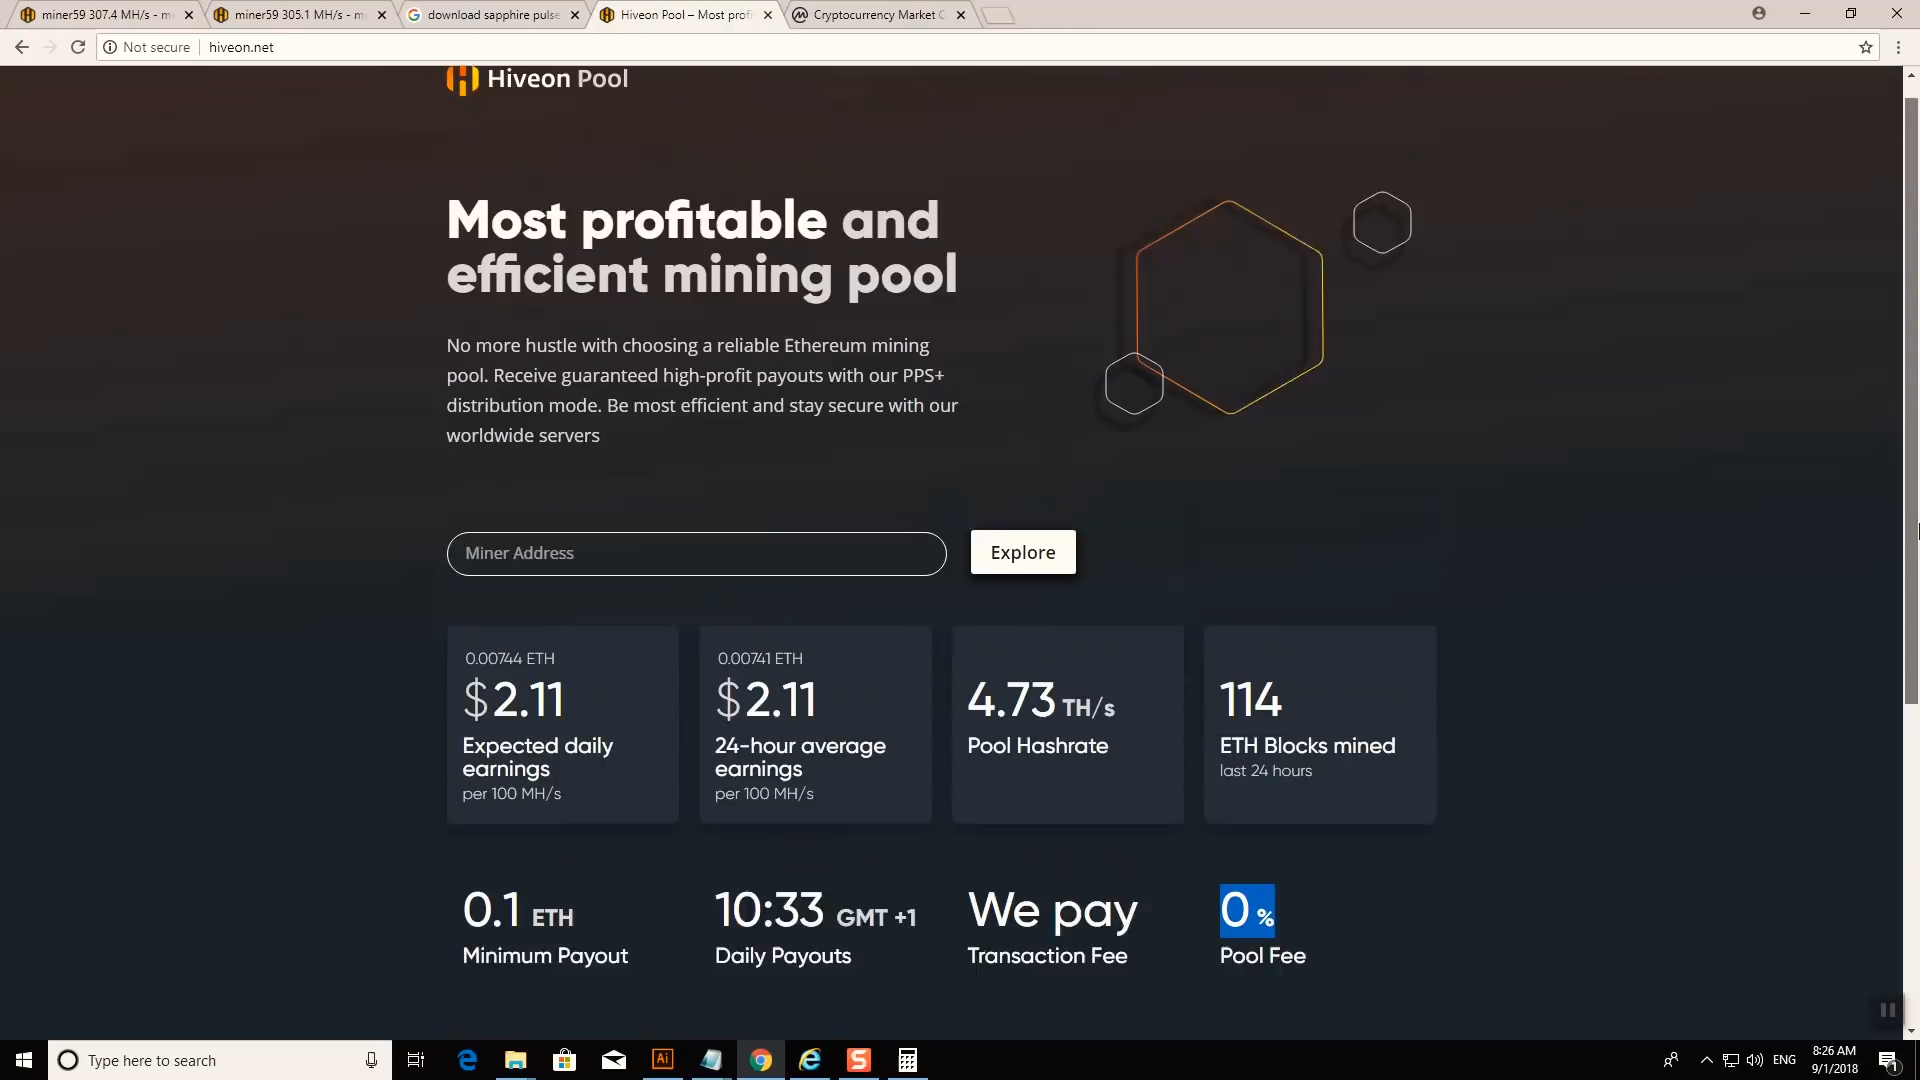 miner59 307.4 MH/s - m
miner59 305.1 MH/s - m
download sapphire pulse
Hiveon Pool – Most profi
Cryptocurrency Market C
Not secure
hiveon.net
Hiveon Pool
Most profitable and
efficient mining pool
No more hustle with choosing a reliable Ethereum mining
pool. Receive guaranteed high-profit payouts with our PPS+
distribution mode. Be most efficient and stay secure with our
worldwide servers
Miner Address
Explore
0.00744 ETH
$2.11
Expected daily
earnings
per 100 MH/s
0.00741 ETH
$2.11
24-hour average
earnings
per 100 MH/s
4.73 TH/s
Pool Hashrate
114
ETH Blocks mined
last 24 hours
0.1 ETH
Minimum Payout
10:33 GMT +1
Daily Payouts
We pay
Transaction Fee
0 %
Pool Fee
Type here to search
Ai
S
ENG
8:26 AM
9/1/2018
1